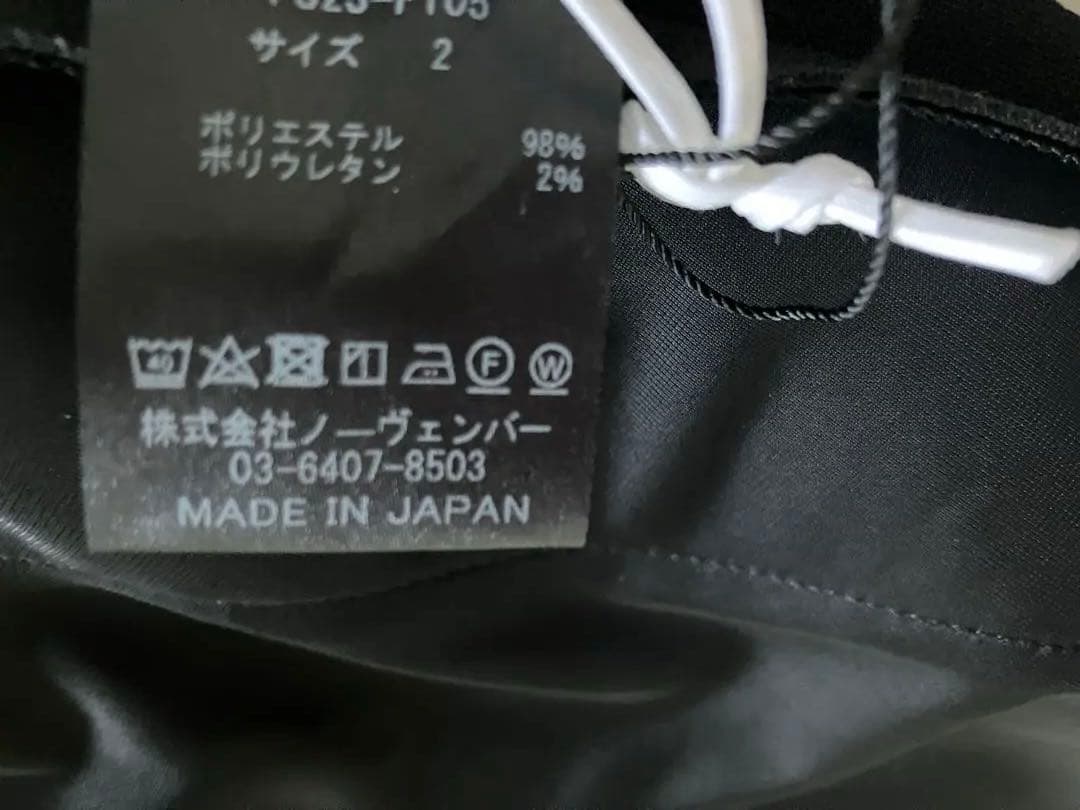 サイズ 2
ポリエステル 98%
ポリウレタン 2%
40 F W
株式会社ノーヴェンバー
03-6407-8503
MADE IN JAPAN